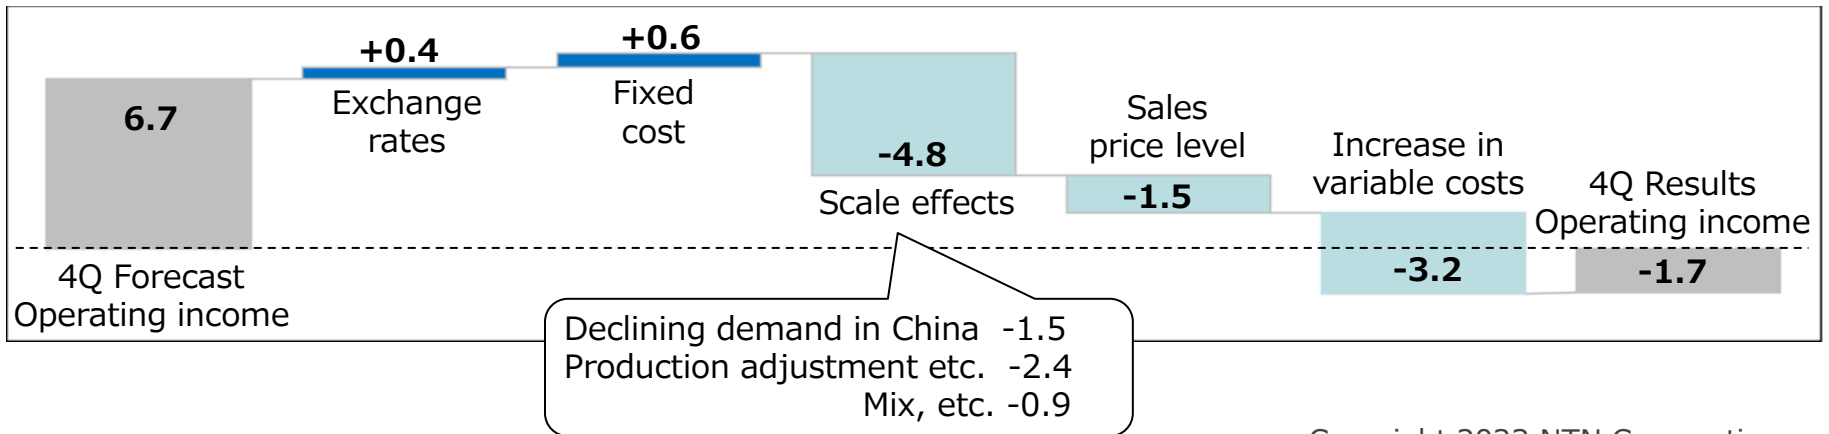 +0.4
+0.6
6.7
Exchange
rates
Fixed
cost
-4.8
Scale effects
Sales
price level
-1.5
Increase in
variable costs
-3.2
4Q Results
Operating income
-1.7
4Q Forecast
Operating income
Declining demand in China -1.5
Production adjustment etc. -2.4
Mix, etc. -0.9